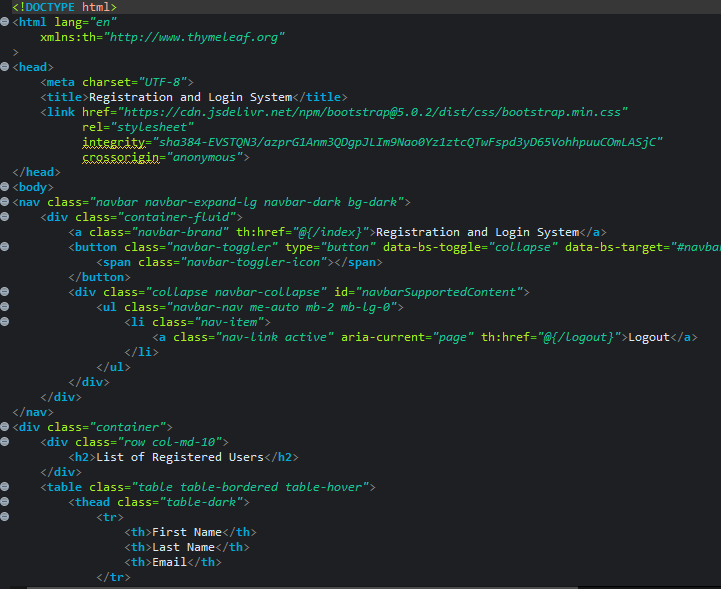 <!DOCTYPE html>
<html lang="en"
xmlns:th="http://www.thymeleaf.org"
>
<head>
<meta charset="UTF-8">
<title>Registration and Login System</title>
<link href="https://cdn.jsdelivr.net/npm/bootstrap@5.0.2/dist/css/bootstrap.min.css"
rel="stylesheet"
integrity="sha384-EVSTQN3/azprG1Anm3QDgpJLIm9Nao0Yz1ztcQTwFspd3yD65VohhpuuCOmLASjC"
crossorigin="anonymous">
</head>
<body>
<nav class="navbar navbar-expand-lg navbar-dark bg-dark">
<div class="container-fluid">
<a class="navbar-brand" th:href="@{/index}">Registration and Login System</a>
<button class="navbar-toggler" type="button" data-bs-toggle="collapse" data-bs-target="#navbar
<span class="navbar-toggler-icon"></span>
</button>
<div class="collapse navbar-collapse" id="navbarSupportedContent">
<ul class="navbar-nav me-auto mb-2 mb-lg-0">
<li class="nav-item">
<a class="nav-link active" aria-current="page" th:href="@{/logout}">Logout</a>
</li>
</ul>
</div>
</div>
</nav>
<div class="container">
<div class="row col-md-10">
<h2>List of Registered Users</h2>
</div>
<table class="table table-bordered table-hover">
<thead class="table-dark">
<tr>
<th>First Name</th>
<th>Last Name</th>
<th>Email</th>
</tr>